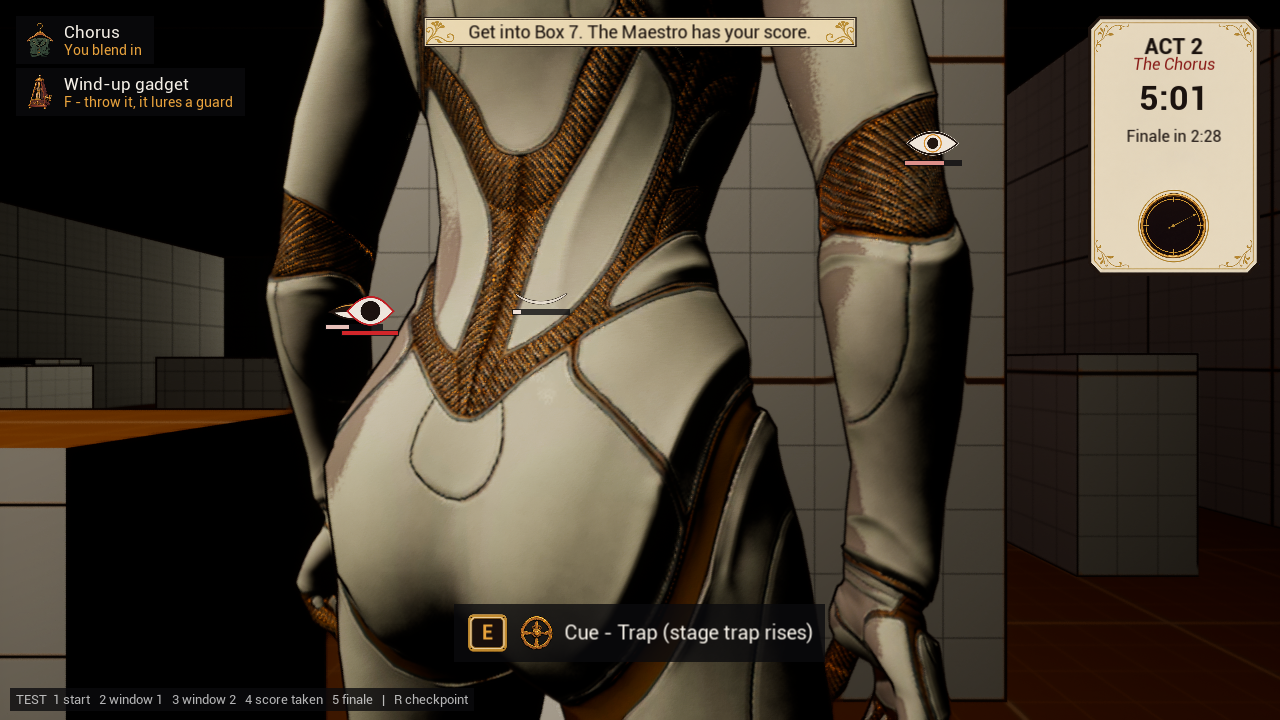 Chorus
You blend in
Wind-up gadget
F - throw it, it lures a guard
Get into Box 7. The Maestro has your score.
ACT 2
The Chorus
5:01
Finale in 2:28
E Cue - Trap (stage trap rises)
TEST 1 start 2 window 1 3 window 2 4 score taken 5 finale | R checkpoint